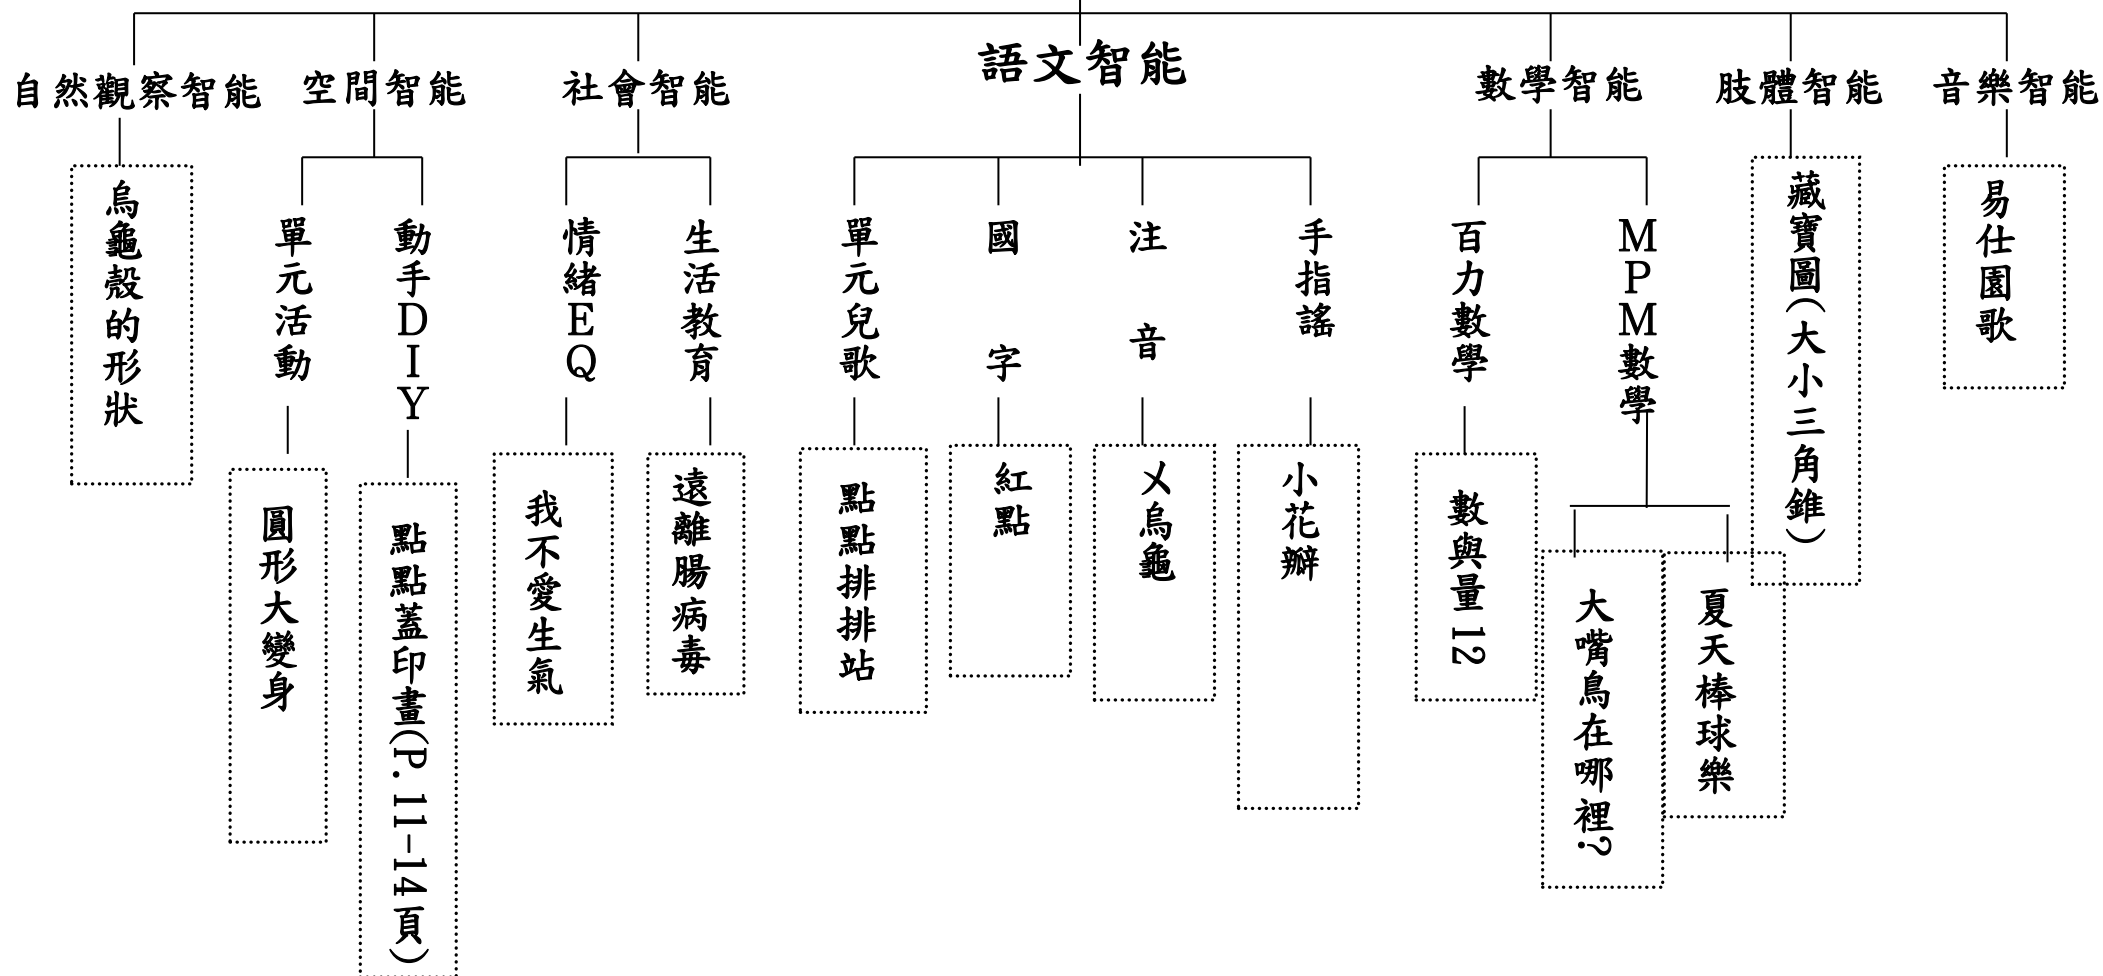 自然觀察智能
空間智能
社會智能
語文智能
數學智能
肢體智能
音樂智能
烏龜殼的形狀
單元活動
動手DIY
情緒EQ
生活教育
單元兒歌
國字
注音
手指謠
百力數學
MPM數學
藏寶圖(大小三角錐)
易仕園歌
圓形大變身
點點蓋印畫(P.11-14頁)
我不愛生氣
遠離腸病毒
點點排排站
紅點
ㄨ烏龜
小花瓣
數與量12
大嘴鳥在哪裡?
夏天棒球樂